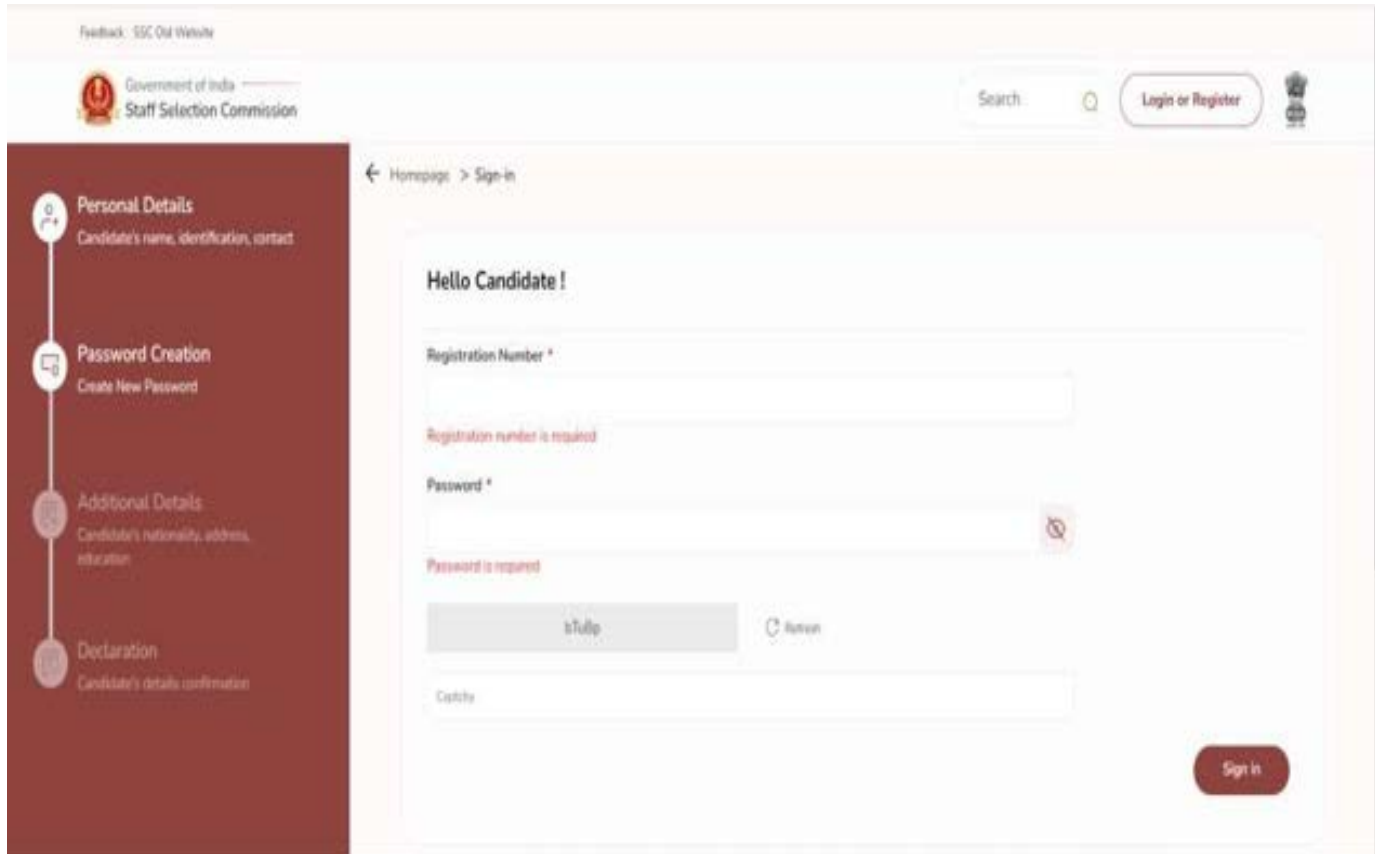 Feedback SSC Old Website
Government of India
Staff Selection Commission
Search
Login or Register
Homepage > Sign-in
Personal Details
Candidate's name, identification, contact
Password Creation
Create New Password
Additional Details
Candidate's nationality, address,
education
Declaration
Candidate's details confirmation
Hello Candidate !
Registration Number *
Registration number is required
Password *
Password is required
Refresh
Sign in